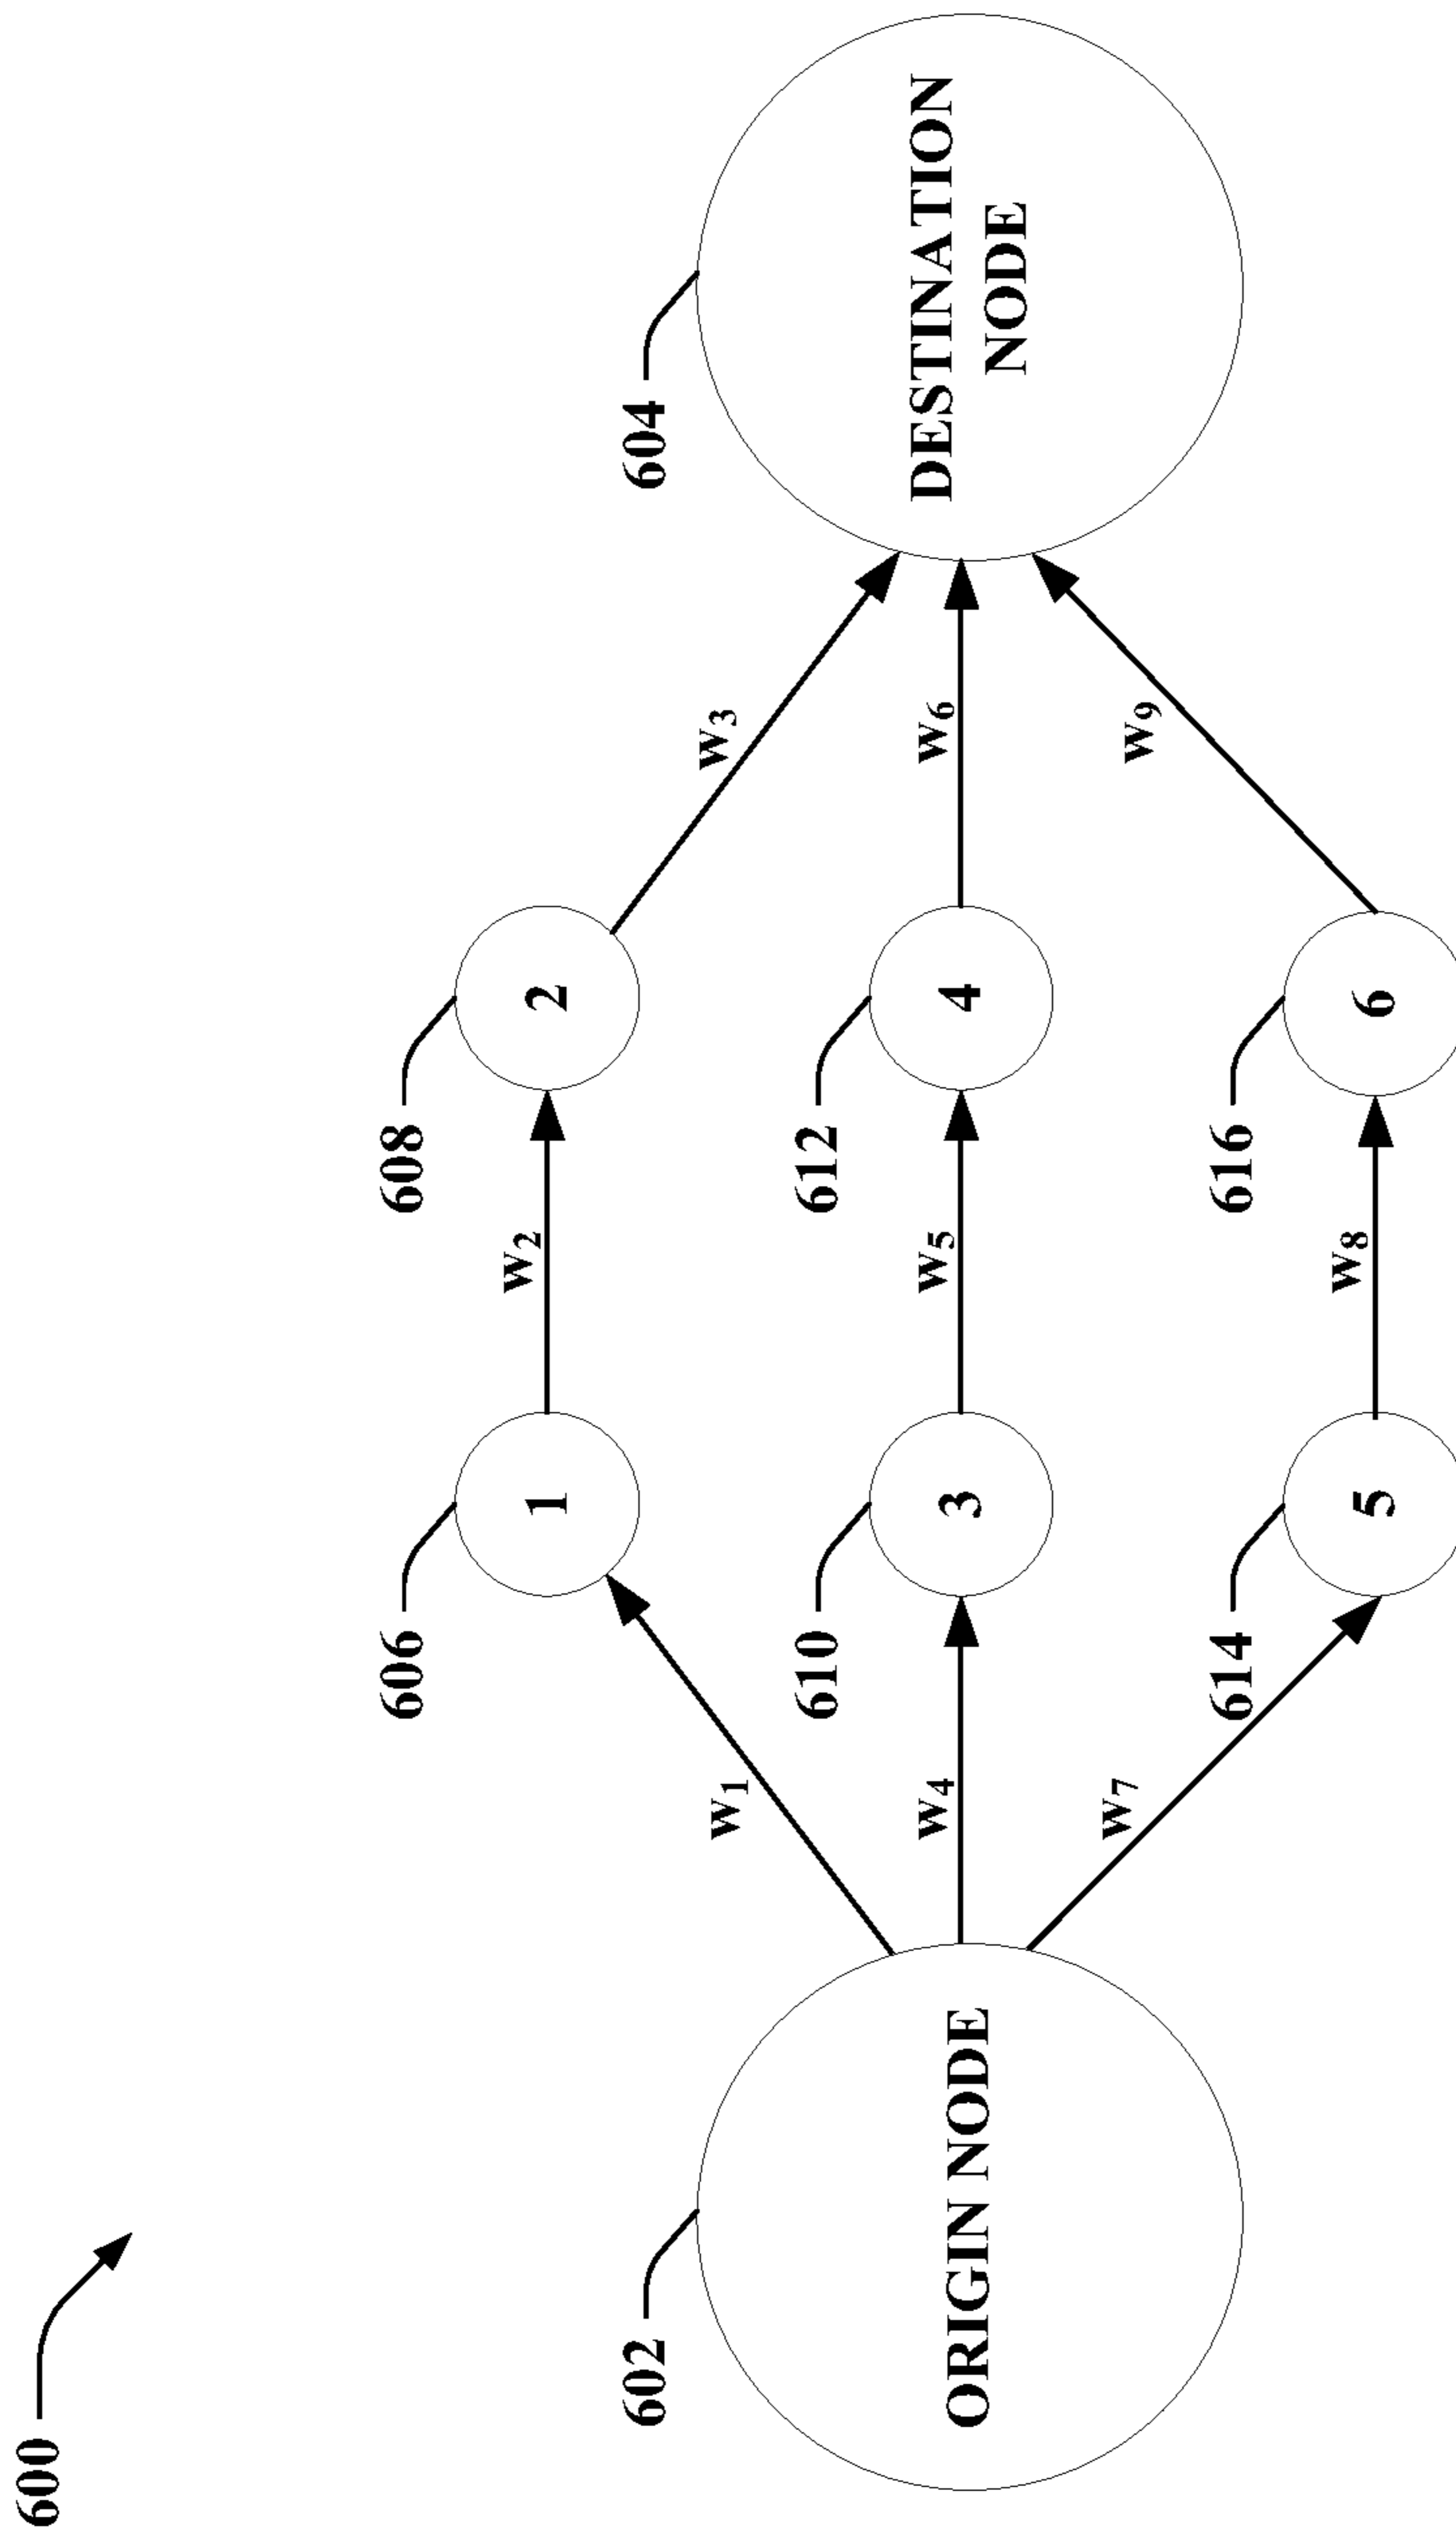 600
606
608
1
w₂
2
602
604
w₁
w₃
610
612
ORIGIN NODE
w₄
3
w₅
4
w₆
DESTINATION
NODE
w₇
w₉
614
616
5
w₈
6